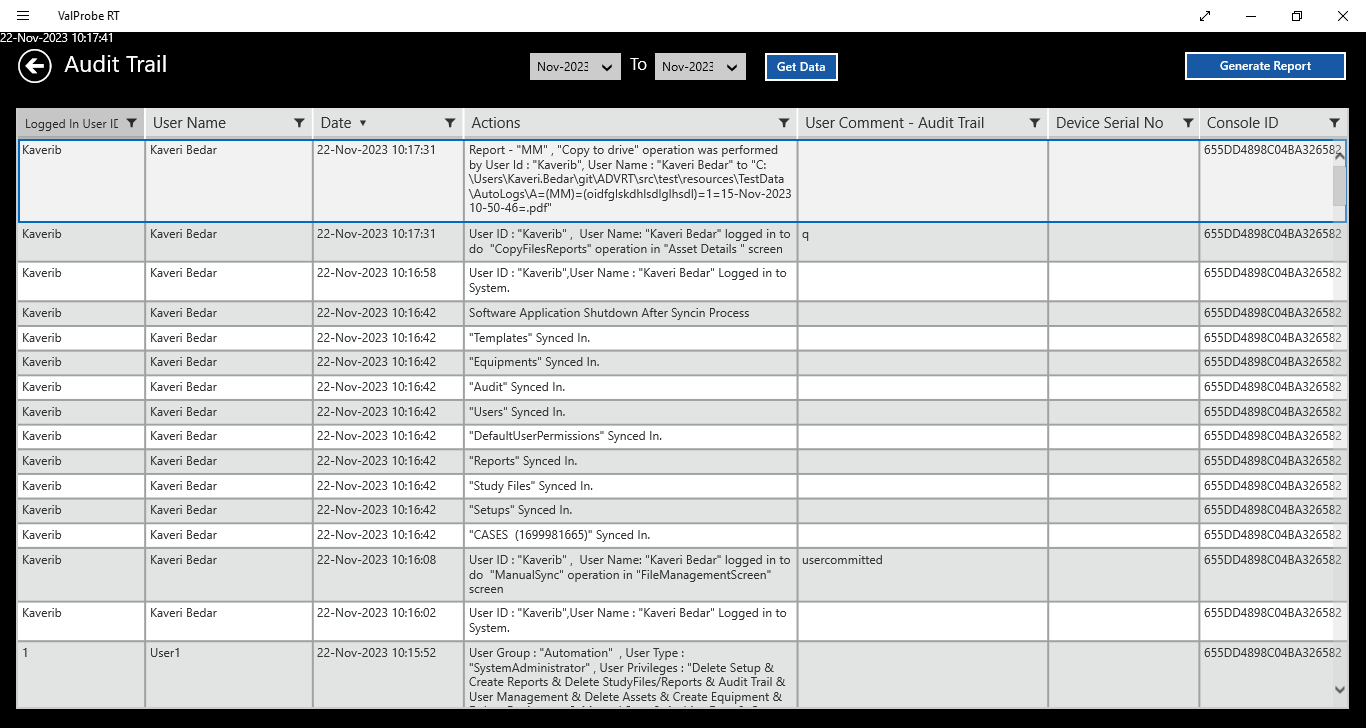 ValProbe RT
22-Nov-2023 10:17:41
Audit Trail
Nov-2023 To Nov-2023 Get Data Generate Report
Logged In User ID User Name Date Actions User Comment - Audit Trail Device Serial No Console ID
Kaverib Kaveri Bedar 22-Nov-2023 10:17:31 Report - "MM" , "Copy to drive" operation was performed 655DD4898C04BA326582
by User Id : "Kaverib", User Name : "Kaveri Bedar" to "C:
\Users\Kaveri.Bedar\git\ADVRT\src\test\resources\TestData
\AutoLogs\A=(MM)=(oidfglskdhlsdlglhsdl)=1=15-Nov-2023
10-50-46=.pdf"
Kaverib Kaveri Bedar 22-Nov-2023 10:17:31 User ID : "Kaverib" , User Name: "Kaveri Bedar" logged in to q 655DD4898C04BA326582
do "CopyFilesReports" operation in "Asset Details " screen
Kaverib Kaveri Bedar 22-Nov-2023 10:16:58 User ID : "Kaverib",User Name : "Kaveri Bedar" Logged in to 655DD4898C04BA326582
System.
Kaverib Kaveri Bedar 22-Nov-2023 10:16:42 Software Application Shutdown After Syncin Process 655DD4898C04BA326582
Kaverib Kaveri Bedar 22-Nov-2023 10:16:42 "Templates" Synced In. 655DD4898C04BA326582
Kaverib Kaveri Bedar 22-Nov-2023 10:16:42 "Equipments" Synced In. 655DD4898C04BA326582
Kaverib Kaveri Bedar 22-Nov-2023 10:16:42 "Audit" Synced In. 655DD4898C04BA326582
Kaverib Kaveri Bedar 22-Nov-2023 10:16:42 "Users" Synced In. 655DD4898C04BA326582
Kaverib Kaveri Bedar 22-Nov-2023 10:16:42 "DefaultUserPermissions" Synced In. 655DD4898C04BA326582
Kaverib Kaveri Bedar 22-Nov-2023 10:16:42 "Reports" Synced In. 655DD4898C04BA326582
Kaverib Kaveri Bedar 22-Nov-2023 10:16:42 "Study Files" Synced In. 655DD4898C04BA326582
Kaverib Kaveri Bedar 22-Nov-2023 10:16:42 "Setups" Synced In. 655DD4898C04BA326582
Kaverib Kaveri Bedar 22-Nov-2023 10:16:42 "CASES (1699981665)" Synced In. 655DD4898C04BA326582
Kaverib Kaveri Bedar 22-Nov-2023 10:16:08 User ID : "Kaverib" , User Name: "Kaveri Bedar" logged in to usercommitted 655DD4898C04BA326582
do "ManualSync" operation in "FileManagementScreen"
screen
Kaverib Kaveri Bedar 22-Nov-2023 10:16:02 User ID : "Kaverib",User Name : "Kaveri Bedar" Logged in to 655DD4898C04BA326582
System.
1 User1 22-Nov-2023 10:15:52 User Group : "Automation" , User Type : 655DD4898C04BA326582
"SystemAdministrator" , User Privileges : "Delete Setup &
Create Reports & Delete StudyFiles/Reports & Audit Trail &
User Management & Delete Assets & Create Equipment &